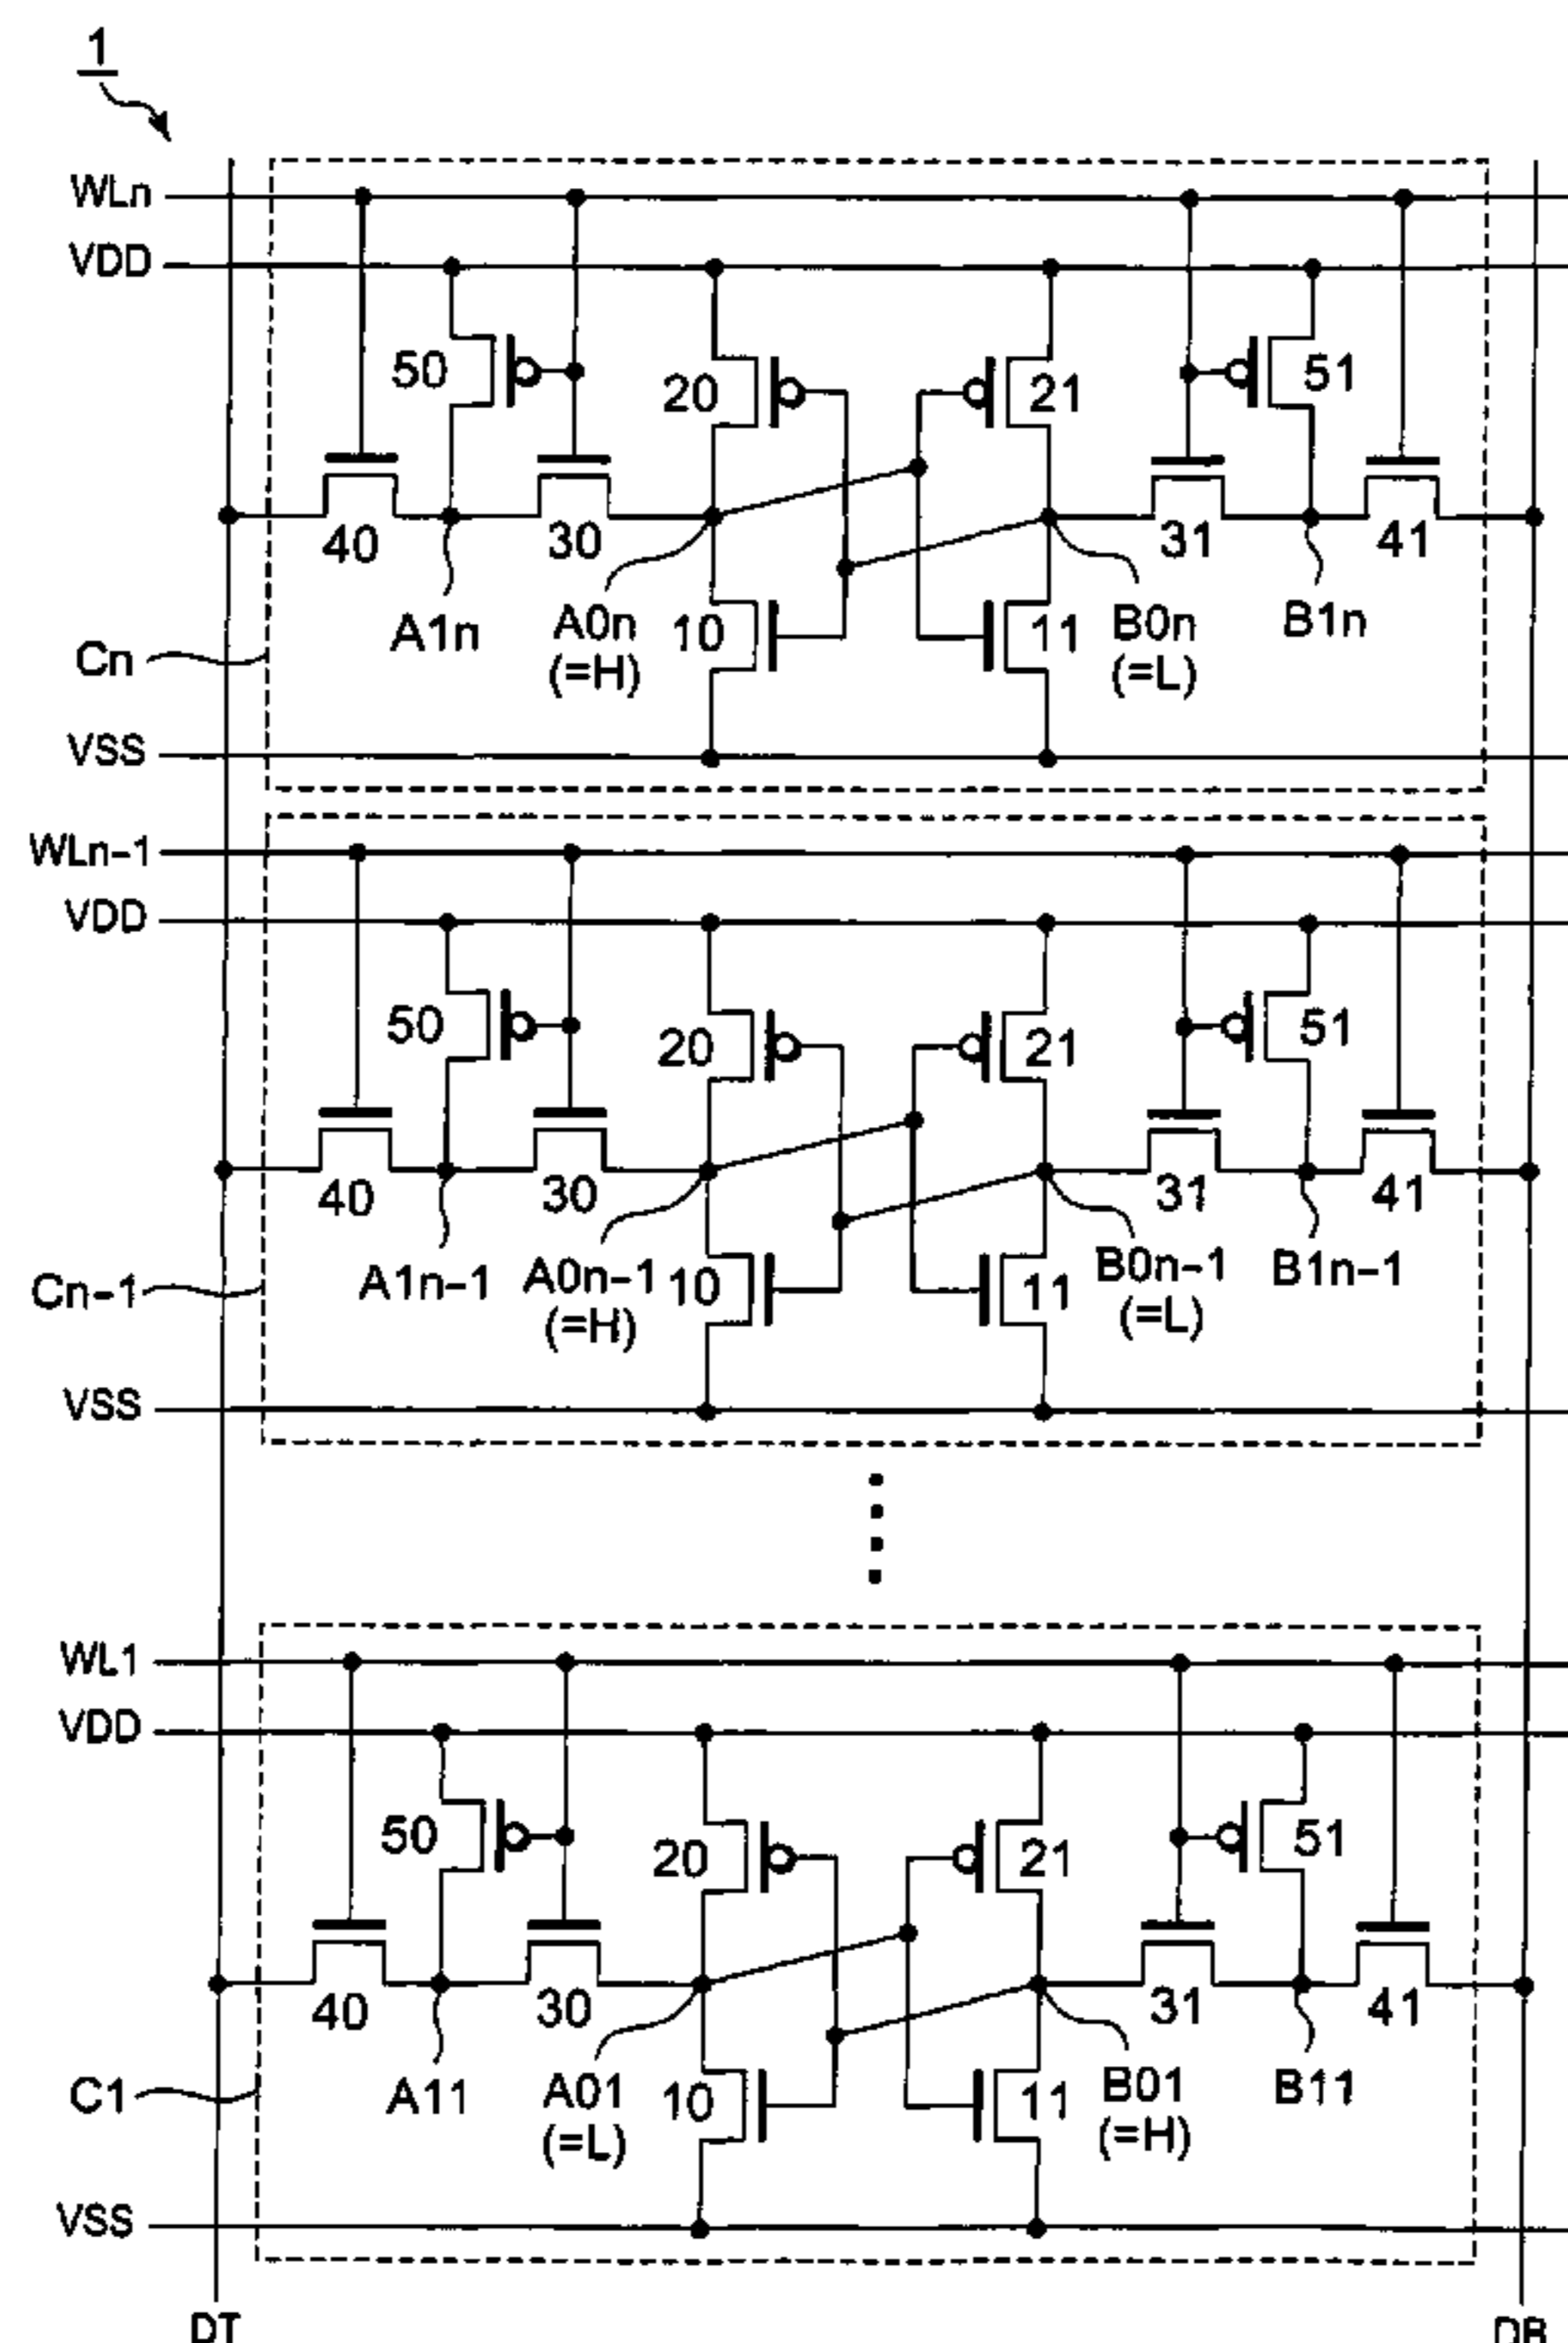 1
WLn
VDD
50
20
21
51
40
30
31
41
A1n
A0n
(=H)
10
11
B0n
(=L)
B1n
Cn
VSS
WLn-1
VDD
50
20
21
51
40
30
31
41
A1n-1
A0n-1
(=H)
10
11
B0n-1
(=L)
B1n-1
Cn-1
VSS
WL1
VDD
50
20
21
51
40
30
31
41
A11
A01
(=L)
10
11
B01
(=H)
B11
C1
VSS
DT